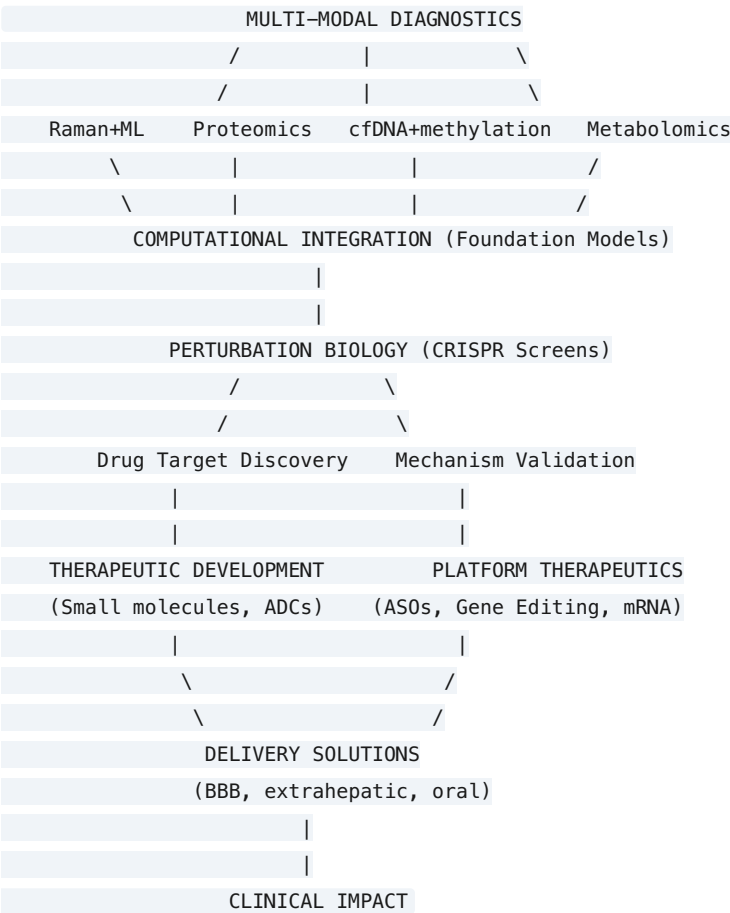 MULTI-MODAL DIAGNOSTICS
/ | \
/ | \
Raman+ML Proteomics cfDNA+methylation Metabolomics
\ | | /
\ | | /
COMPUTATIONAL INTEGRATION (Foundation Models)
|
|
PERTURBATION BIOLOGY (CRISPR Screens)
/ \
/ \
Drug Target Discovery Mechanism Validation
| |
| |
THERAPEUTIC DEVELOPMENT PLATFORM THERAPEUTICS
(Small molecules, ADCs) (ASOs, Gene Editing, mRNA)
| |
\ /
\ /
DELIVERY SOLUTIONS
(BBB, extrahepatic, oral)
|
|
CLINICAL IMPACT